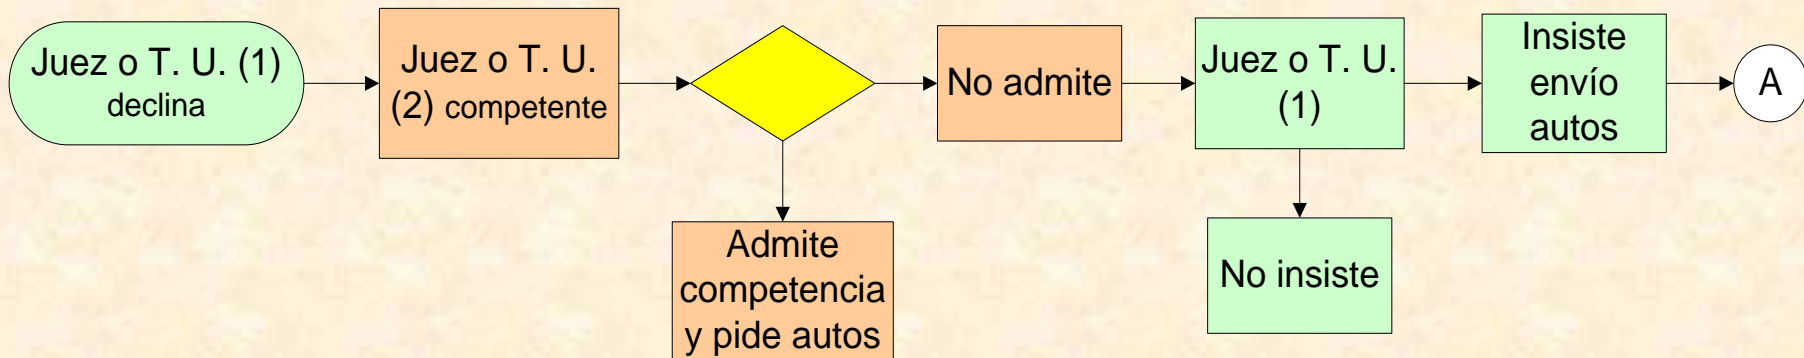 Juez o T. U. (1)
declina
Juez o T. U.
(2) competente
No admite
Juez o T. U.
(1)
Insiste
envío
autos
A
Admite
competencia
y pide autos
No insiste